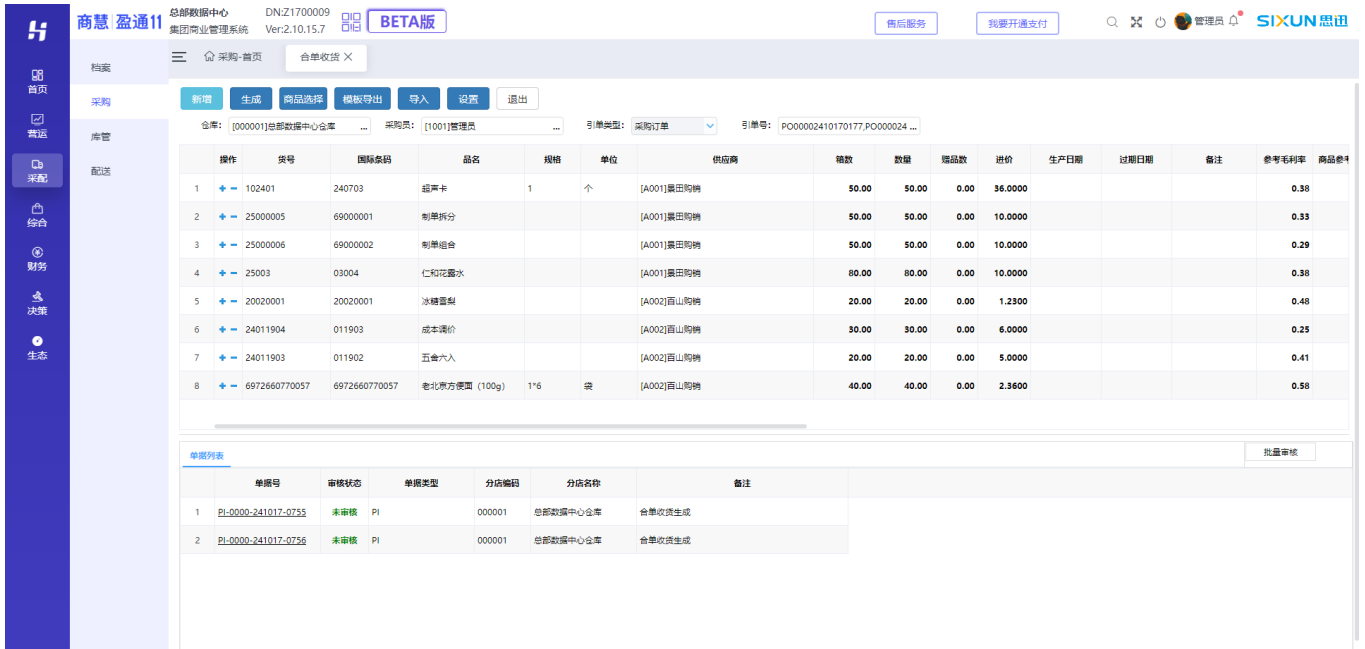 商慧 盈通11 总部数据中心 DN:Z1700009 集团商业管理系统 Ver:2.10.15.7 BETA版 售后服务 我要开通支付 管理员 SIXUN思迅
首页
营运
采配
综合
财务
决策
生态
档案
采购
库管
配送
采购-首页 合单收货
新增 生成 商品选择 模板导出 导入 设置 退出
仓库: [000001]总部数据中心仓库 ... 采购员: [1001]管理员 ... 引单类型: 采购订单 引单号: PO00002410170177,PO000024 ...
操作 货号 国际条码 品名 规格 单位 供应商 箱数 数量 赠品数 进价 生产日期 过期日期 备注 参考毛利率 商品参考
1 102401 240703 超声卡 1 个 [A001]景田购销 50.00 50.00 0.00 36.0000 0.38
2 25000005 69000001 制单拆分 [A001]景田购销 50.00 50.00 0.00 10.0000 0.33
3 25000006 69000002 制单组合 [A001]景田购销 50.00 50.00 0.00 10.0000 0.29
4 25003 03004 仁和花露水 [A001]景田购销 80.00 80.00 0.00 10.0000 0.38
5 20020001 20020001 冰糖雪梨 [A002]百山购销 20.00 20.00 0.00 1.2300 0.48
6 24011904 011903 成本调价 [A002]百山购销 30.00 30.00 0.00 6.0000 0.25
7 24011903 011902 五舍六入 [A002]百山购销 20.00 20.00 0.00 5.0000 0.41
8 6972660770057 6972660770057 老北京方便面（100g） 1*6 袋 [A002]百山购销 40.00 40.00 0.00 2.3600 0.58
单据列表 批量审核
单据号 审核状态 单据类型 分店编码 分店名称 备注
1 PI-0000-241017-0755 未审核 PI 000001 总部数据中心仓库 合单收货生成
2 PI-0000-241017-0756 未审核 PI 000001 总部数据中心仓库 合单收货生成